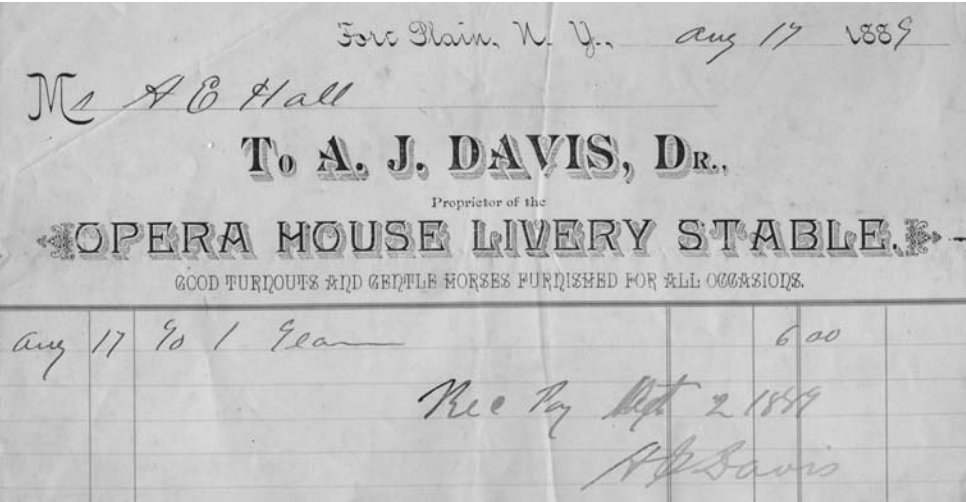 Fort Plain, N. Y., Aug 17 1889
Mr A E Hall
To A. J. DAVIS, DR.,
Proprietor of the
OPERA HOUSE LIVERY STABLE.
GOOD TURNOUTS AND GENTLE HORSES FURNISHED FOR ALL OCCASIONS.
Aug 17 To 1 Team 6 00
Rec Pay Sept 2 1889
A J Davis